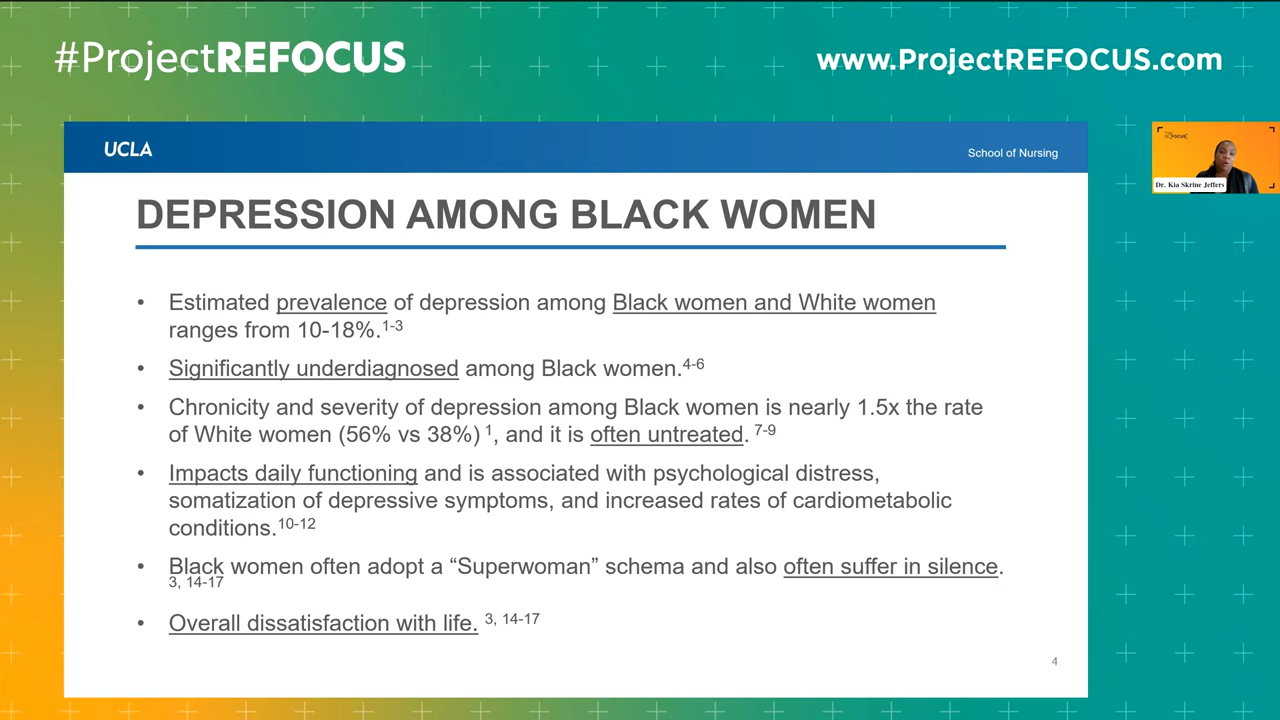 #ProjectREFOCUS
www.ProjectREFOCUS.com
UCLA
School of Nursing
Project
REFOCUS
Dr. Kia Skrine Jeffers
DEPRESSION AMONG BLACK WOMEN
• Estimated prevalence of depression among Black women and White women
ranges from 10-18%.1-3
• Significantly underdiagnosed among Black women.4-6
• Chronicity and severity of depression among Black women is nearly 1.5x the rate
of White women (56% vs 38%) 1, and it is often untreated. 7-9
• Impacts daily functioning and is associated with psychological distress,
somatization of depressive symptoms, and increased rates of cardiometabolic
conditions.10-12
• Black women often adopt a “Superwoman” schema and also often suffer in silence.
3, 14-17
• Overall dissatisfaction with life. 3, 14-17
4